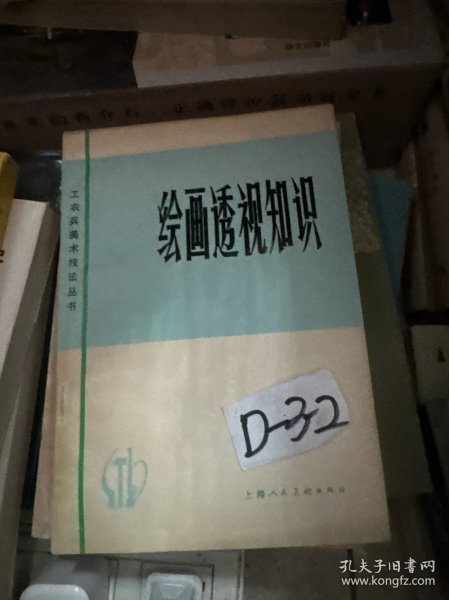 工农兵美术技法丛书
绘画透视知识
D-32
上海人民美术出版社
孔夫子旧书网
www.kongfz.com